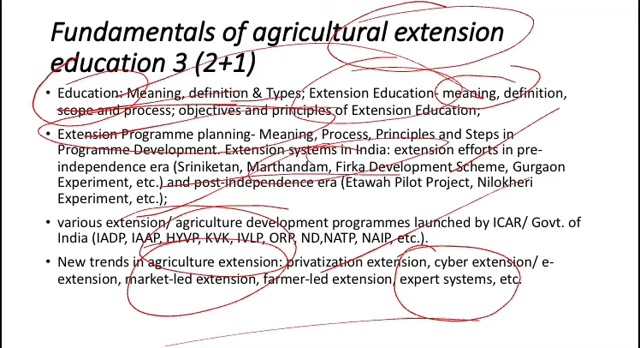 Fundamentals of agricultural extension
education 3 (2+1)
• Education: Meaning, definition & Types; Extension Education- meaning, definition,
scope and process; objectives and principles of Extension Education;
• Extension Programme planning- Meaning, Process, Principles and Steps in
Programme Development. Extension systems in India: extension efforts in pre-
independence era (Sriniketan, Marthandam, Firka Development Scheme, Gurgaon
Experiment, etc.) and post-independence era (Etawah Pilot Project, Nilokheri
Experiment, etc.);
• various extension/ agriculture development programmes launched by ICAR/ Govt. of
India (IADP, IAAP, HYVP, KVK, IVLP, ORP, ND,NATP, NAIP, etc.).
• New trends in agriculture extension: privatization extension, cyber extension/ e-
extension, market-led extension, farmer-led extension, expert systems, etc.